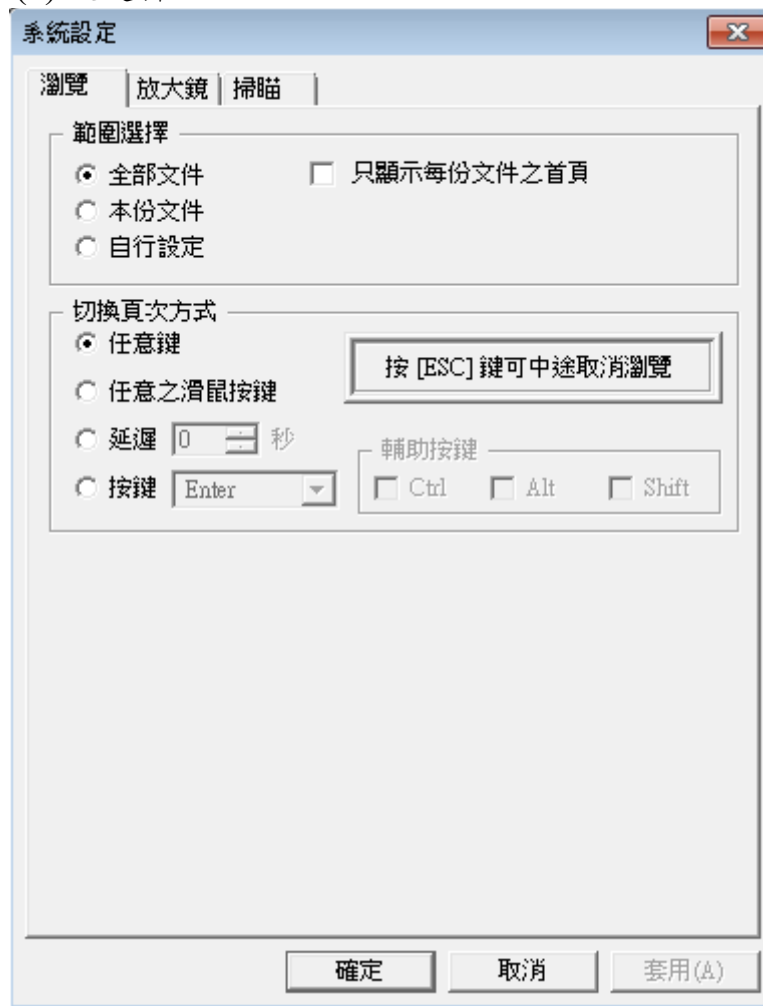 系統設定
瀏覽 放大鏡 掃瞄
範圍選擇
全部文件 只顯示每份文件之首頁
本份文件
自行設定
切換頁次方式
任意鍵
按 [ESC] 鍵可中途取消瀏覽
任意之滑鼠按鍵
延遲 0 秒
輔助按鍵
按鍵 Enter Ctrl Alt Shift
確定 取消 套用(A)